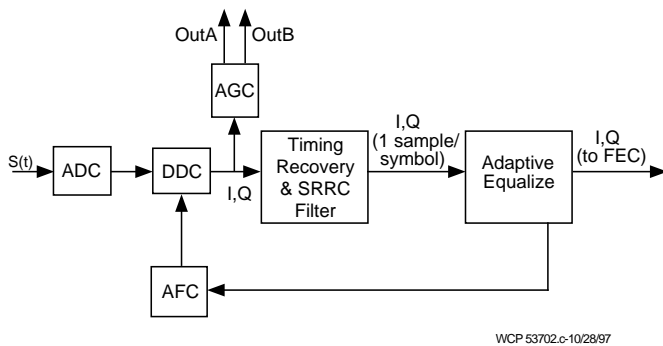 OutA
OutB
AGC
S(t)
ADC
DDC
I,Q
Timing
Recovery
& SRRC
Filter
I,Q
(1 sample/
symbol)
Adaptive
Equalize
I,Q
(to FEC)
AFC
WCP 53702.c-10/28/97